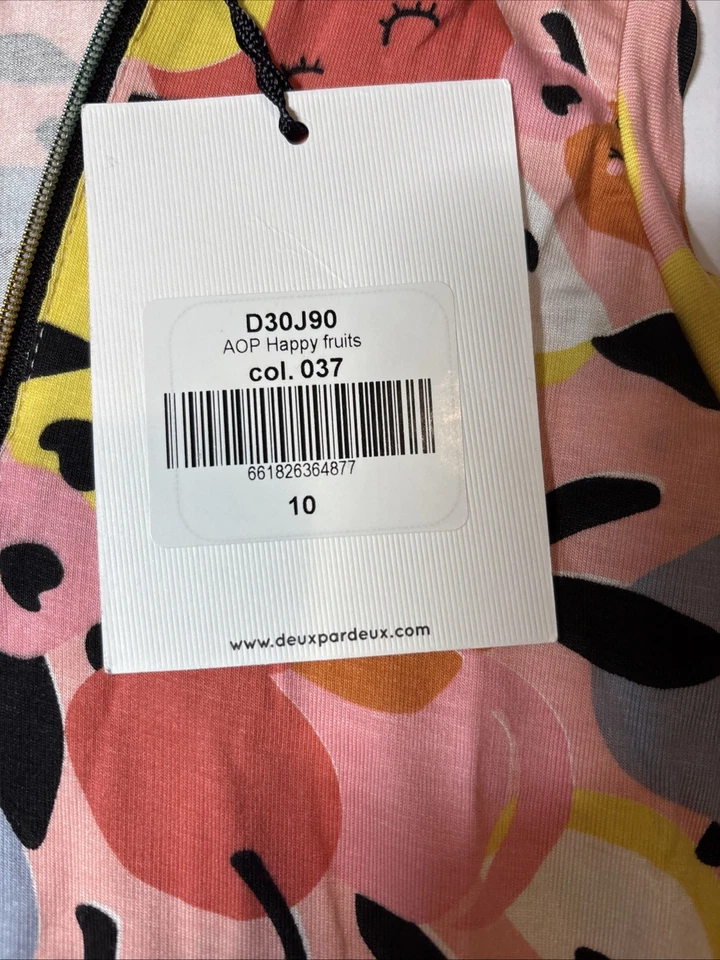 D30J90
AOP Happy fruits
col. 037
661826364877
10
www.deuxpardeux.com